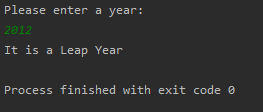 Please enter a year:
2012
It is a Leap Year
Process finished with exit code 0